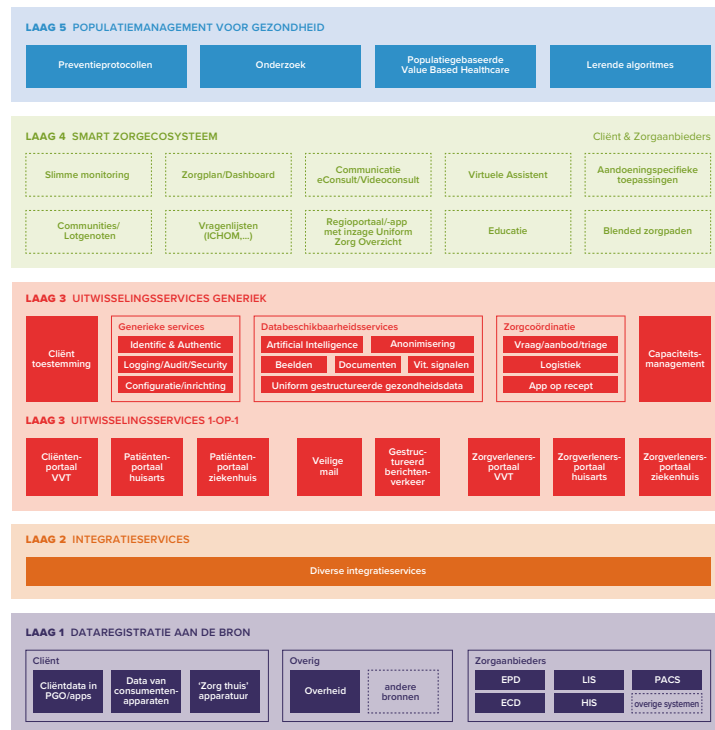 LAAG 5 POPULATIEMANAGEMENT VOOR GEZONDHEID
Preventieprotocollen
Onderzoek
Populatiegebaseerde
Value Based Healthcare
Lerende algoritmes
LAAG 4 SMART ZORGECOSYSTEEM
Cliënt & Zorgaanbieders
Slimme monitoring
Zorgplan/Dashboard
Communicatie
eConsult/Videoconsult
Virtuele Assistent
Aandoeningspecifieke
toepassingen
Communities/
Lotgenoten
Vragenlijsten
(ICHOM,...)
Regioportaal/-app
met inzage Uniform
Zorg Overzicht
Educatie
Blended zorgpaden
LAAG 3 UITWISSELINGSSERVICES GENERIEK
Cliënt
toestemming
Generieke services
Identific & Authentic
Logging/Audit/Security
Configuratie/inrichting
Databeschikbaarheidsservices
Artificial Intelligence
Anonimisering
Beelden
Documenten
Vit. signalen
Uniform gestructureerde gezondheidsdata
Zorgcoördinatie
Vraag/aanbod/triage
Logistiek
App op recept
Capaciteits-
management
LAAG 3 UITWISSELINGSSERVICES 1-OP-1
Cliënten-
portaal
VVT
Patiënten-
portaal
huisarts
Patiënten-
portaal
ziekenhuis
Veilige
mail
Gestruc-
tureerd
berichten-
verkeer
Zorgverleners-
portaal
VVT
Zorgverleners-
portaal
huisarts
Zorgverleners-
portaal
ziekenhuis
LAAG 2 INTEGRATIESERVICES
Diverse integratieservices
LAAG 1 DATAREGISTRATIE AAN DE BRON
Cliënt
Cliëntdata in
PGO/apps
Data van
consumenten-
apparaten
'Zorg thuis'
apparatuur
Overig
Overheid
andere
bronnen
Zorgaanbieders
EPD
LIS
PACS
ECD
HIS
overige systemen